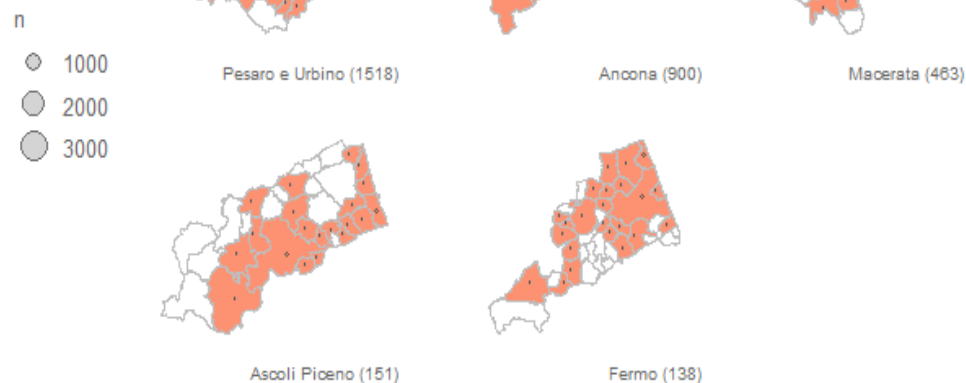 n
1000
2000
3000
Pesaro e Urbino (1518)
Ancona (900)
Macerata (463)
Ascoli Piceno (151)
Fermo (138)